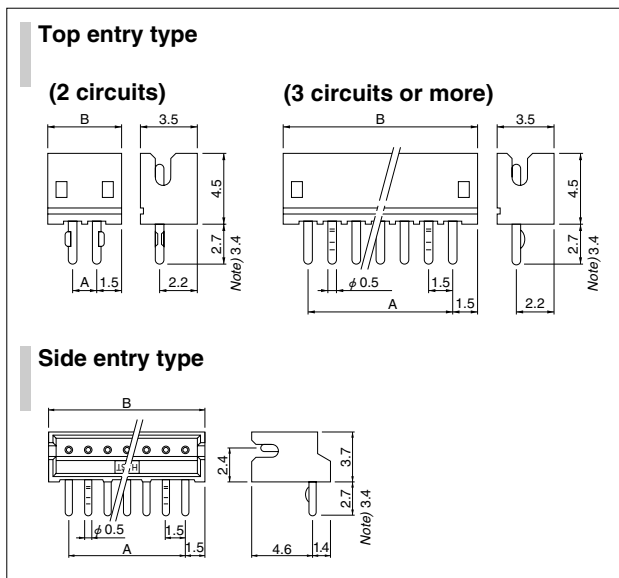 Top entry type
(2 circuits)
(3 circuits or more)
B
3.5
B
3.5
4.5
4.5
2.7
Note) 3.4
2.7
Note) 3.4
A
1.5
2.2
φ 0.5
1.5
A
1.5
2.2
Side entry type
B
2.4
3.7
2.7
Note) 3.4
φ 0.5
1.5
A
1.5
4.6
1.4